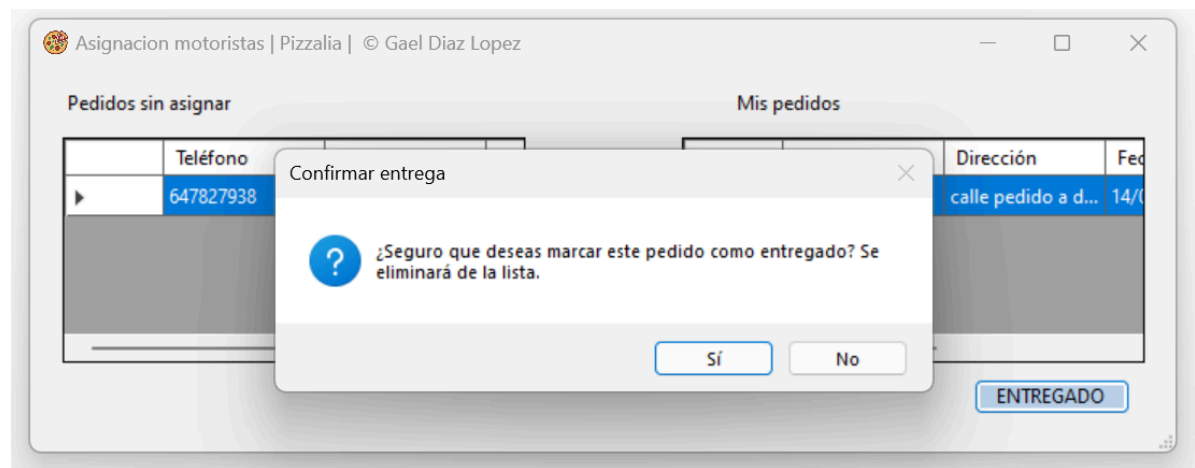 Asignacion motoristas | Pizzalia | © Gael Diaz Lopez
Pedidos sin asignar
Mis pedidos
Teléfono
Dirección
Fec
647827938
calle pedido a d...
14/0
Confirmar entrega
¿Seguro que deseas marcar este pedido como entregado? Se
eliminará de la lista.
Sí
No
ENTREGADO